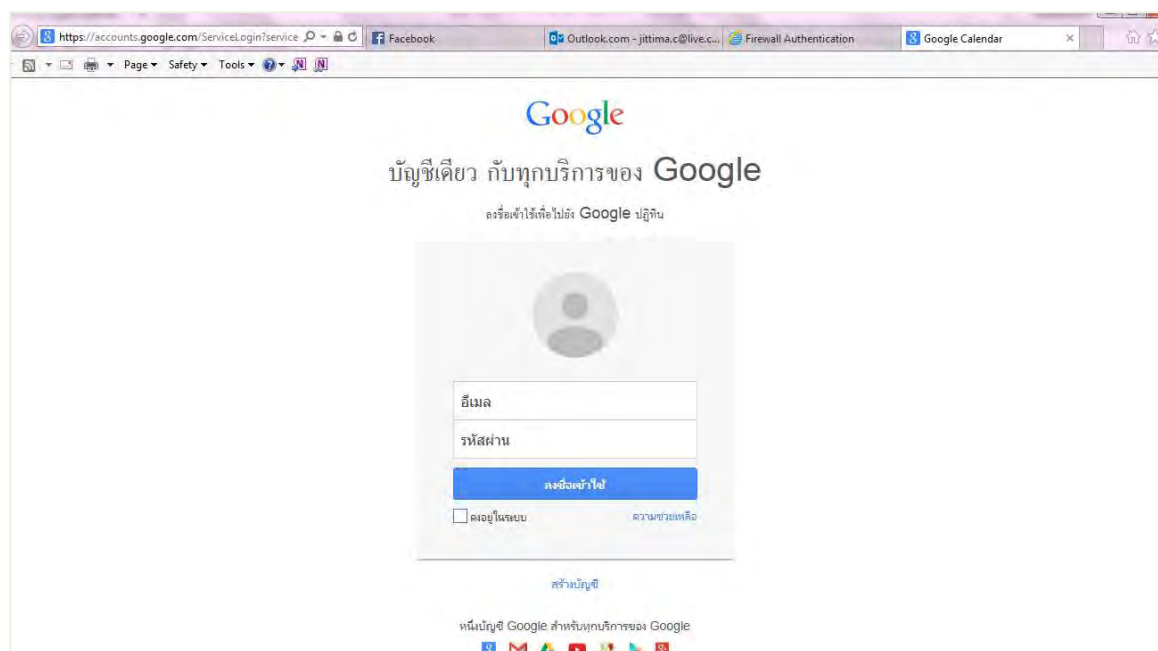 https://accounts.google.com/ServiceLogin?service
Facebook
Outlook.com - jittima.c@live.c...
Firewall Authentication
Google Calendar
Page Safety Tools
Google
บัญชีเดียว กับทุกบริการของ Google
ลงชื่อเข้าใช้เพื่อไปยัง Google ปฏิทิน
อีเมล
รหัสผ่าน
ลงชื่อเข้าใช้
คงอยู่ในระบบ
ความช่วยเหลือ
สร้างบัญชี
หนึ่งบัญชี Google สำหรับทุกบริการของ Google